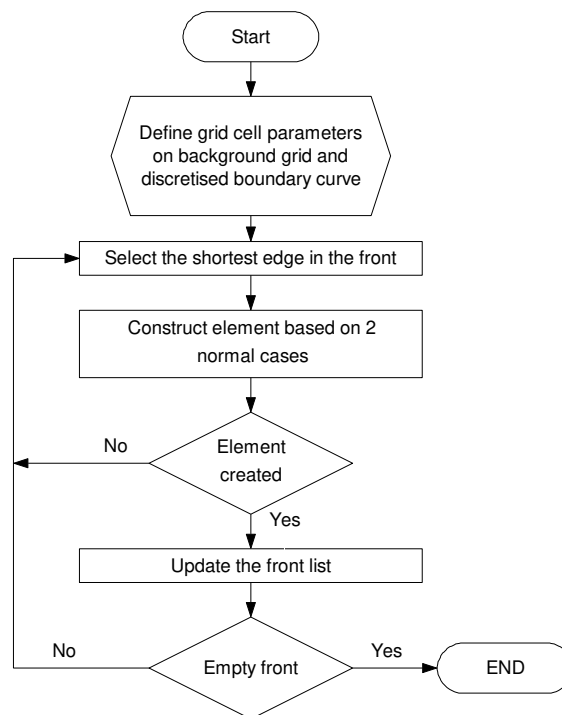 Start
Define grid cell parameters
on background grid and
discretised boundary curve
Select the shortest edge in the front
Construct element based on 2
normal cases
No
Element
created
Yes
Update the front list
No
Empty front
Yes
END